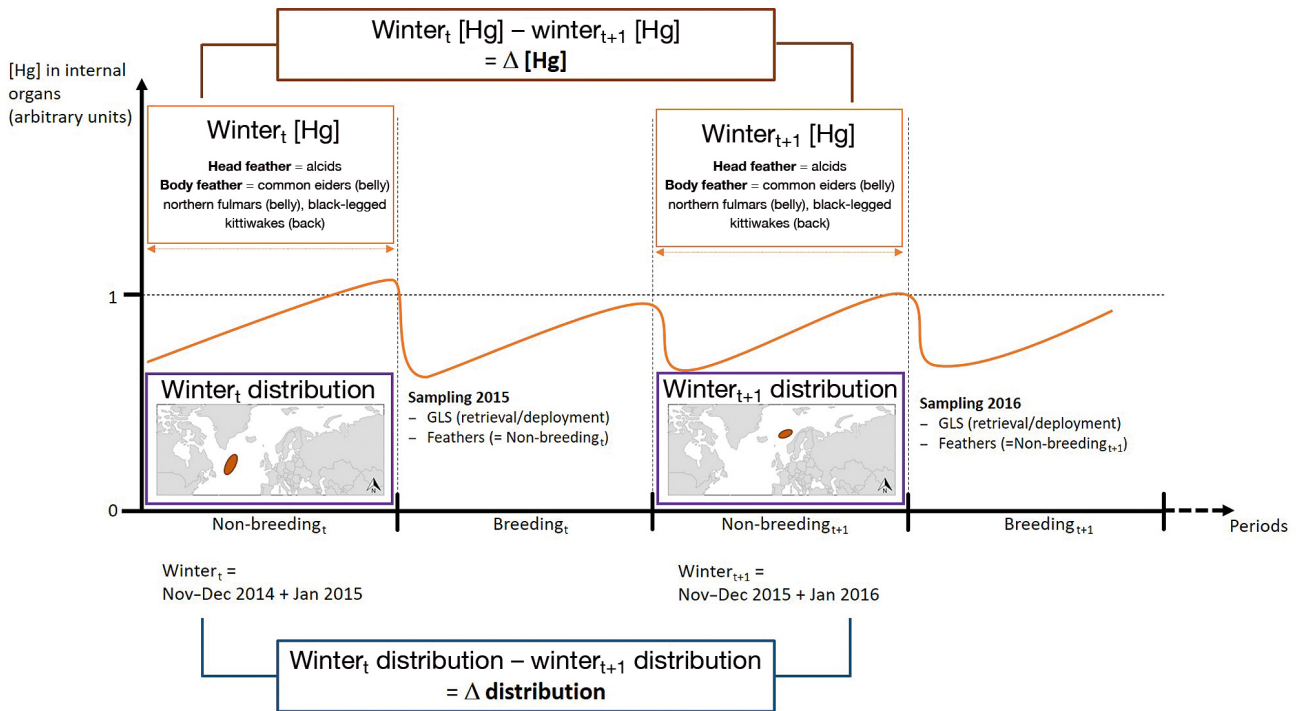 Winter_t [Hg] – winter_t+1 [Hg]
= Δ [Hg]
[Hg] in internal
organs
(arbitrary units)
Winter_t [Hg]
Head feather = alcids
Body feather = common eiders (belly)
northern fulmars (belly), black-legged
kittiwakes (back)
Winter_t+1 [Hg]
Head feather = alcids
Body feather = common eiders (belly)
northern fulmars (belly), black-legged
kittiwakes (back)
1
Winter_t distribution
N
Sampling 2015
– GLS (retrieval/deployment)
– Feathers (= Non-breeding_t)
Winter_t+1 distribution
N
Sampling 2016
– GLS (retrieval/deployment)
– Feathers (=Non-breeding_t+1)
0
Non-breeding_t
Breeding_t
Non-breeding_t+1
Breeding_t+1
Periods
Winter_t =
Nov–Dec 2014 + Jan 2015
Winter_t+1 =
Nov–Dec 2015 + Jan 2016
Winter_t distribution – winter_t+1 distribution
= Δ distribution